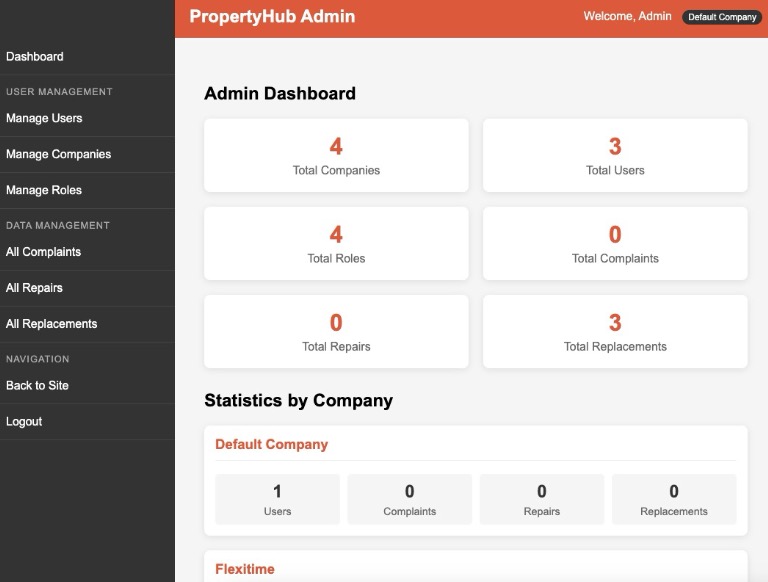 PropertyHub Admin
Welcome, Admin
Default Company
Dashboard
USER MANAGEMENT
Manage Users
Manage Companies
Manage Roles
DATA MANAGEMENT
All Complaints
All Repairs
All Replacements
NAVIGATION
Back to Site
Logout
Admin Dashboard
4
Total Companies
3
Total Users
4
Total Roles
0
Total Complaints
0
Total Repairs
3
Total Replacements
Statistics by Company
Default Company
1
Users
0
Complaints
0
Repairs
0
Replacements
Flexitime